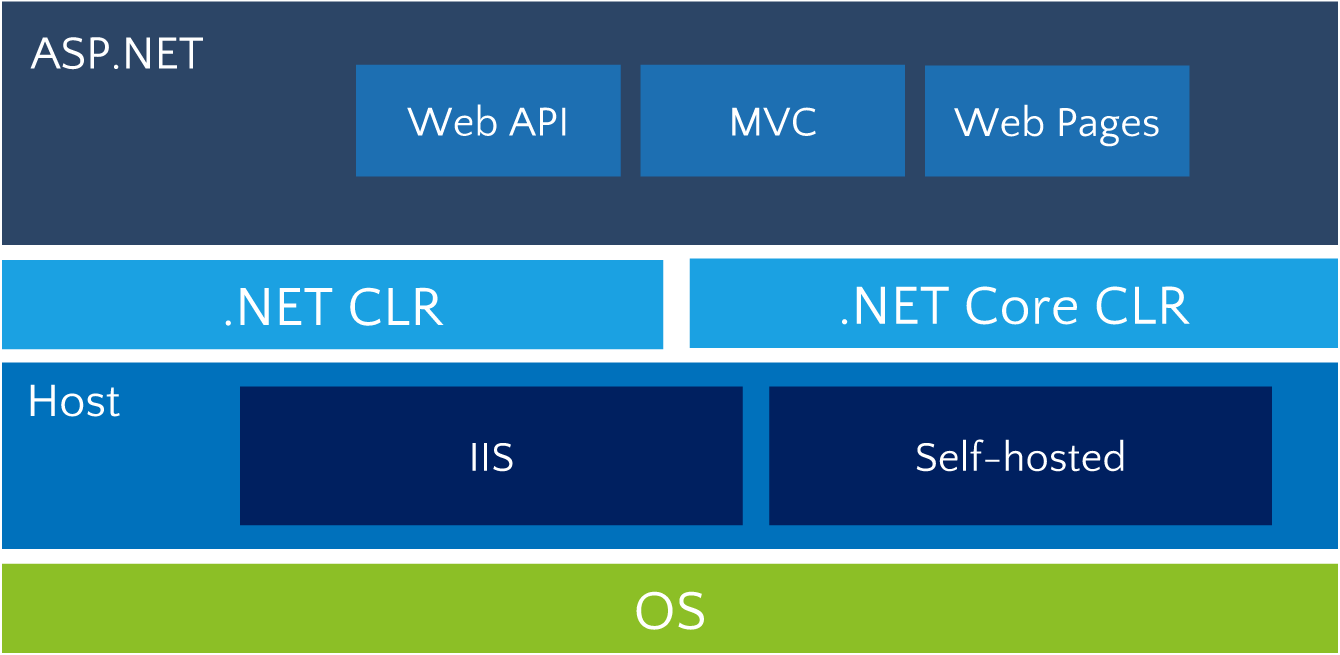 ASP.NET
Web API
MVC
Web Pages
.NET CLR
.NET Core CLR
Host
IIS
Self-hosted
OS